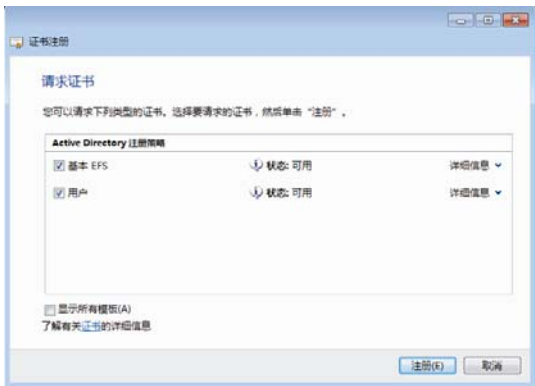 证书注册
请求证书
您可以请求下列类型的证书。选择要请求的证书，然后单击“注册”。
Active Directory 注册策略
基本 EFS 状态: 可用 详细信息
用户 状态: 可用 详细信息
显示所有模板(A)
了解有关证书的详细信息
注册(E) 取消